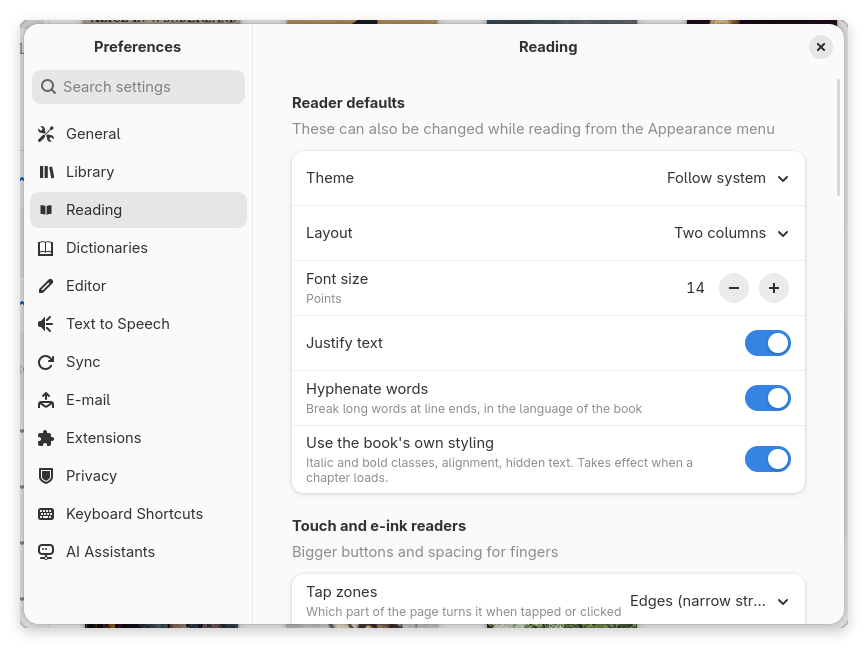 Preferences
Search settings
General
Library
Reading
Dictionaries
Editor
Text to Speech
Sync
E-mail
Extensions
Privacy
Keyboard Shortcuts
AI Assistants
Reading
Reader defaults
These can also be changed while reading from the Appearance menu
Theme
Follow system
Layout
Two columns
Font size
Points
14
Justify text
Hyphenate words
Break long words at line ends, in the language of the book
Use the book's own styling
Italic and bold classes, alignment, hidden text. Takes effect when a
chapter loads.
Touch and e-ink readers
Bigger buttons and spacing for fingers
Tap zones
Which part of the page turns it when tapped or clicked
Edges (narrow str...